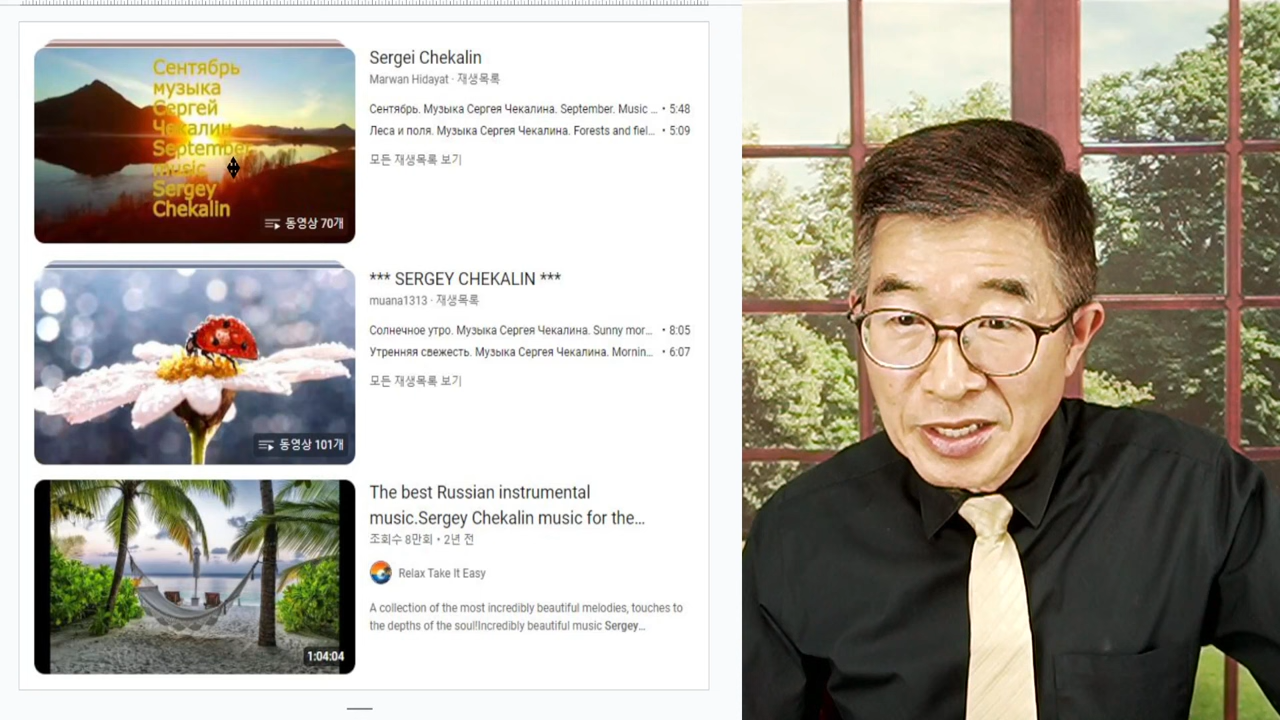 Сентябрь
музыка
Сергей
Чекалин
September
music
Sergey
Chekalin
동영상 70개
Sergei Chekalin
Marwan Hidayat · 재생목록
Сентябрь. Музыка Сергея Чекалина. September. Music ... • 5:48
Леса и поля. Музыка Сергея Чекалина. Forests and fiel... • 5:09
모든 재생목록 보기
동영상 101개
*** SERGEY CHEKALIN ***
muana1313 · 재생목록
Солнечное утро. Музыка Сергея Чекалина. Sunny mor... • 8:05
Утренняя свежесть. Музыка Сергея Чекалина. Mornin... • 6:07
모든 재생목록 보기
1:04:04
The best Russian instrumental
music.Sergey Chekalin music for the...
조회수 8만회 • 2년 전
Relax Take It Easy
A collection of the most incredibly beautiful melodies, touches to
the depths of the soul!Incredibly beautiful music Sergey...